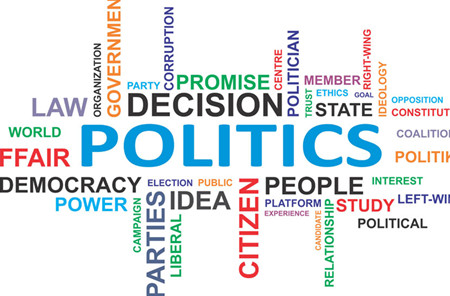 GOVERNMEN
ORGANIZATION
CORRUPTION
PARTY
PROMISE
CENTRE
POLITICIAN
MEMBER
RIGHT-WING
IDEOLOGY
ETHICS
GOAL
TRUST
OPPOSITION
LAW
DECISION
STATE
CONSTITUT
WORLD
POLITICS
COALITION
FFAIR
POLITIK
DEMOCRACY
ELECTION
PUBLIC
CITIZEN
PEOPLE
INTEREST
POWER
CAMPAIGN
PARTIES
LIBERAL
IDEA
PLATFORM
EXPERIENCE
CANDIDATE
RELATIONSHIP
STUDY
LEFT-WI
POLITICAL